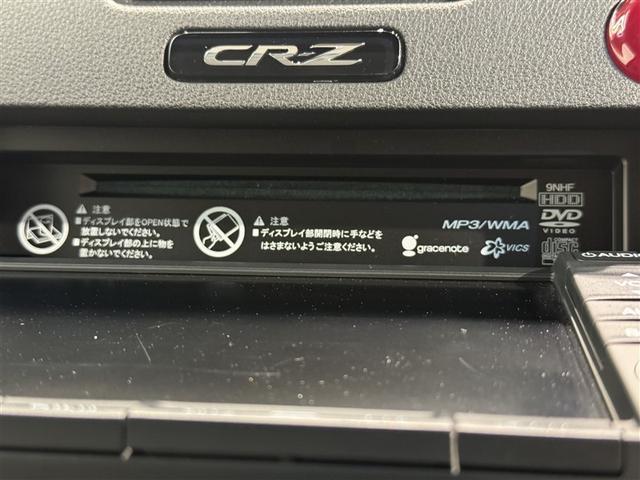 CR-Z
9NHF
HDD
DVD
VIDEO
COMPACT
disc
⚠ 注意
■ディスプレイ部をOPEN状態で
放置しないでください。
■ディスプレイ部の上に物を
置かないでください。
⚠ 注意
■ディスプレイ部開閉時に手などを
はさまないようご注意ください。
MP3/WMA
gracenote
VICS
AUDIO